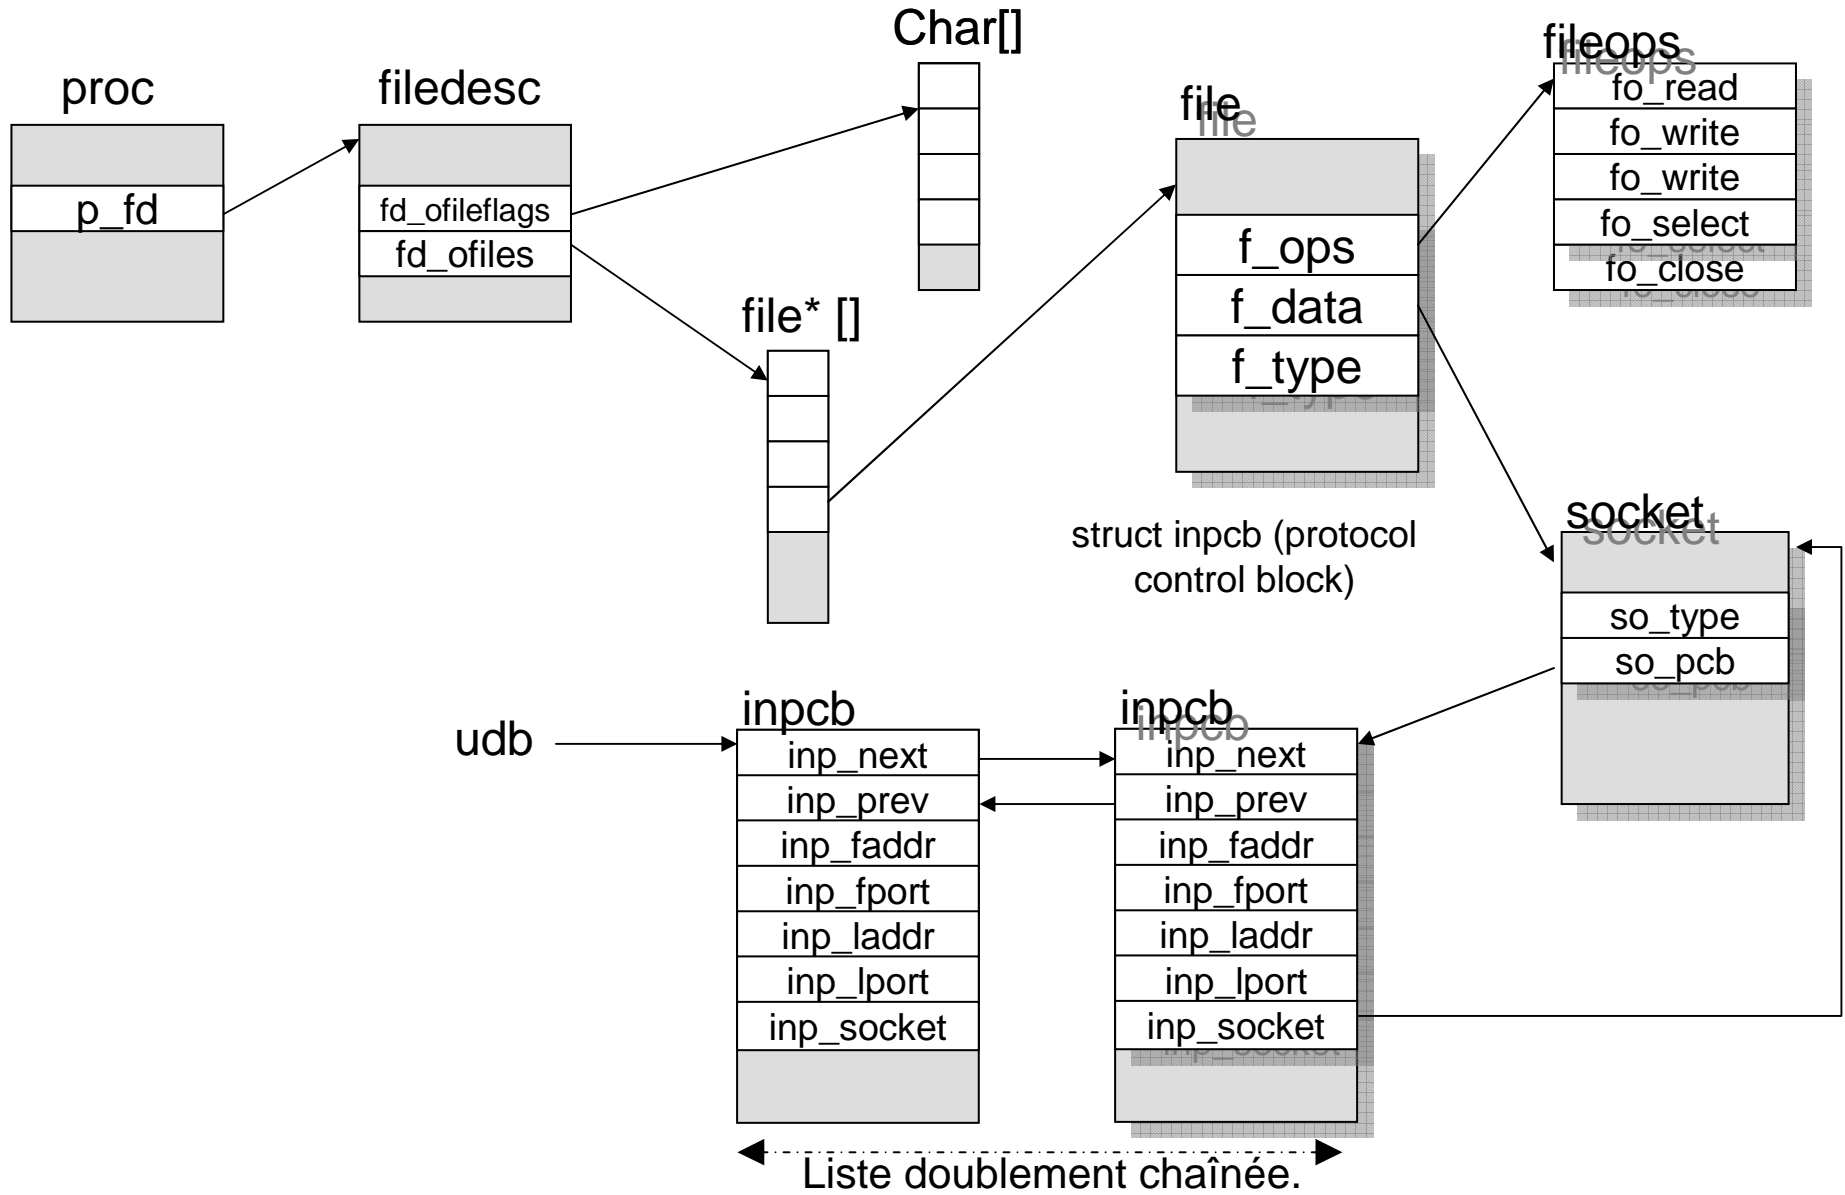 Char[]
proc
p_fd
filedesc
fd_ofileflags
fd_ofiles
file* []
file
f_ops
f_data
f_type
fileops
fo_read
fo_write
fo_write
fo_select
fo_close
struct inpcb (protocol
control block)
socket
so_type
so_pcb
udb
inpcb
inp_next
inp_prev
inp_faddr
inp_fport
inp_laddr
inp_lport
inp_socket
inpcb
inp_next
inp_prev
inp_faddr
inp_fport
inp_laddr
inp_lport
inp_socket
Liste doublement chaînée.